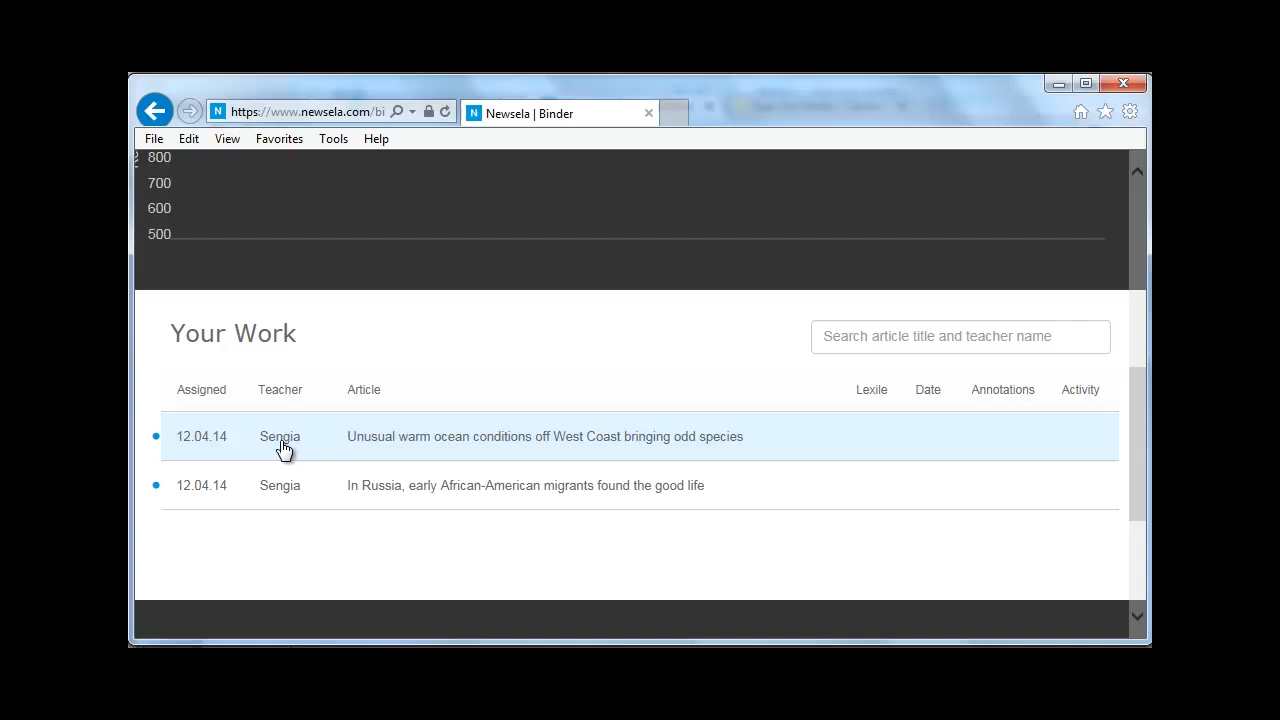 N https://www.newsela.com/bi
N Newsela | Binder
File Edit View Favorites Tools Help
800
700
600
500
Your Work
Search article title and teacher name
Assigned Teacher Article Lexile Date Annotations Activity
12.04.14 Sengia Unusual warm ocean conditions off West Coast bringing odd species
12.04.14 Sengia In Russia, early African-American migrants found the good life